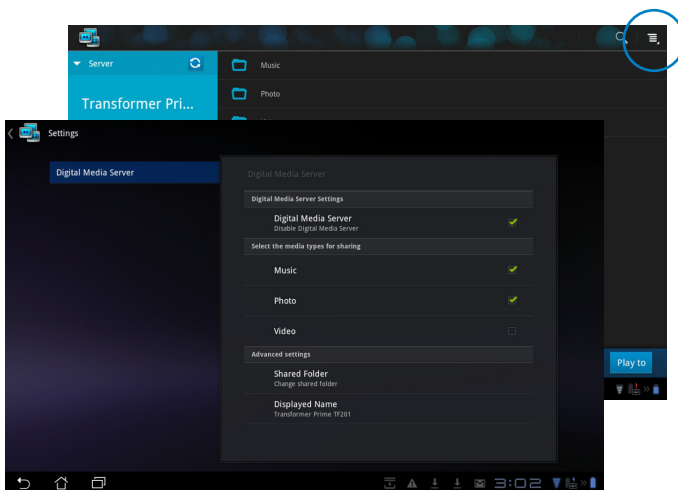 Server
Music
Transformer Pri...
Photo
Settings
Digital Media Server
Digital Media Server
Digital Media Server Settings
Digital Media Server
Disable Digital Media Server
Select the media types for sharing
Music
Photo
Video
Advanced settings
Shared Folder
Change shared folder
Displayed Name
Transformer Prime TF201
Play to
3:02